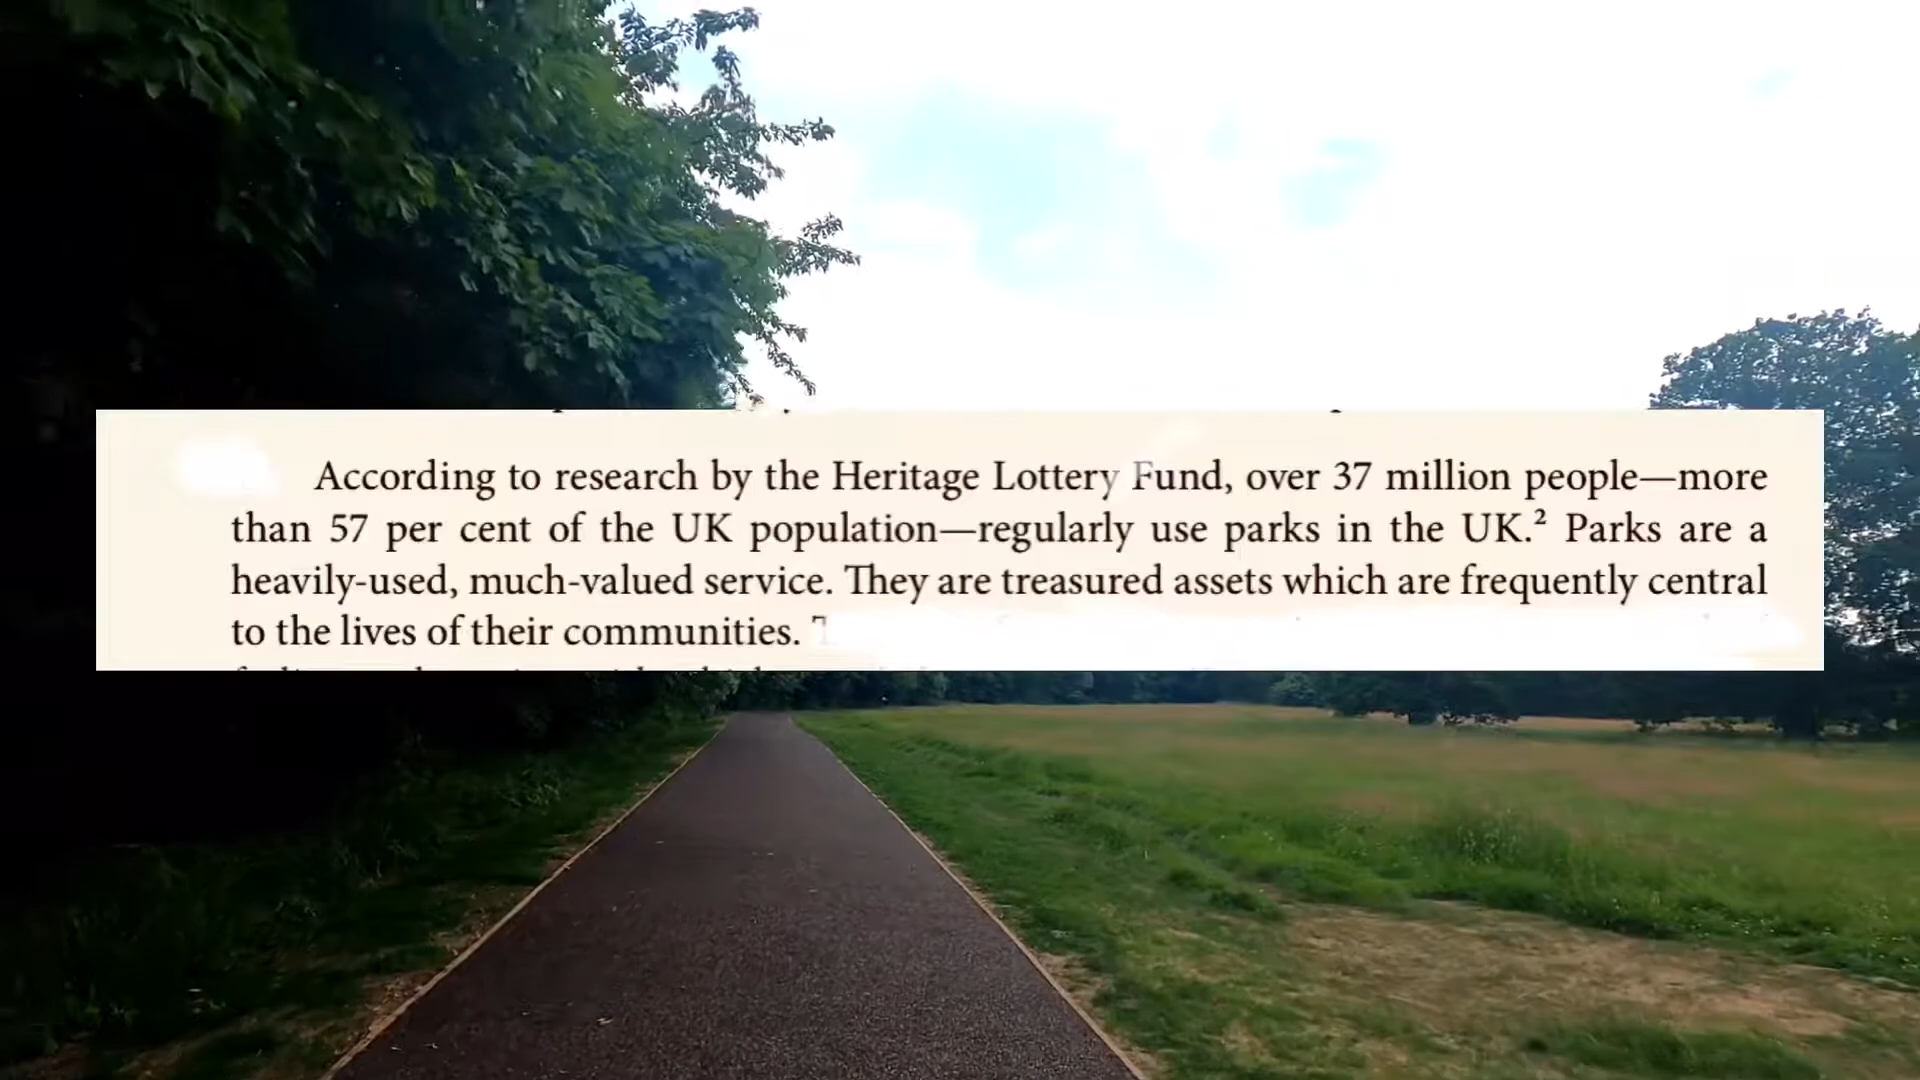 According to research by the Heritage Lottery Fund, over 37 million people—more
than 57 per cent of the UK population—regularly use parks in the UK.² Parks are a
heavily-used, much-valued service. They are treasured assets which are frequently central
to the lives of their communities.